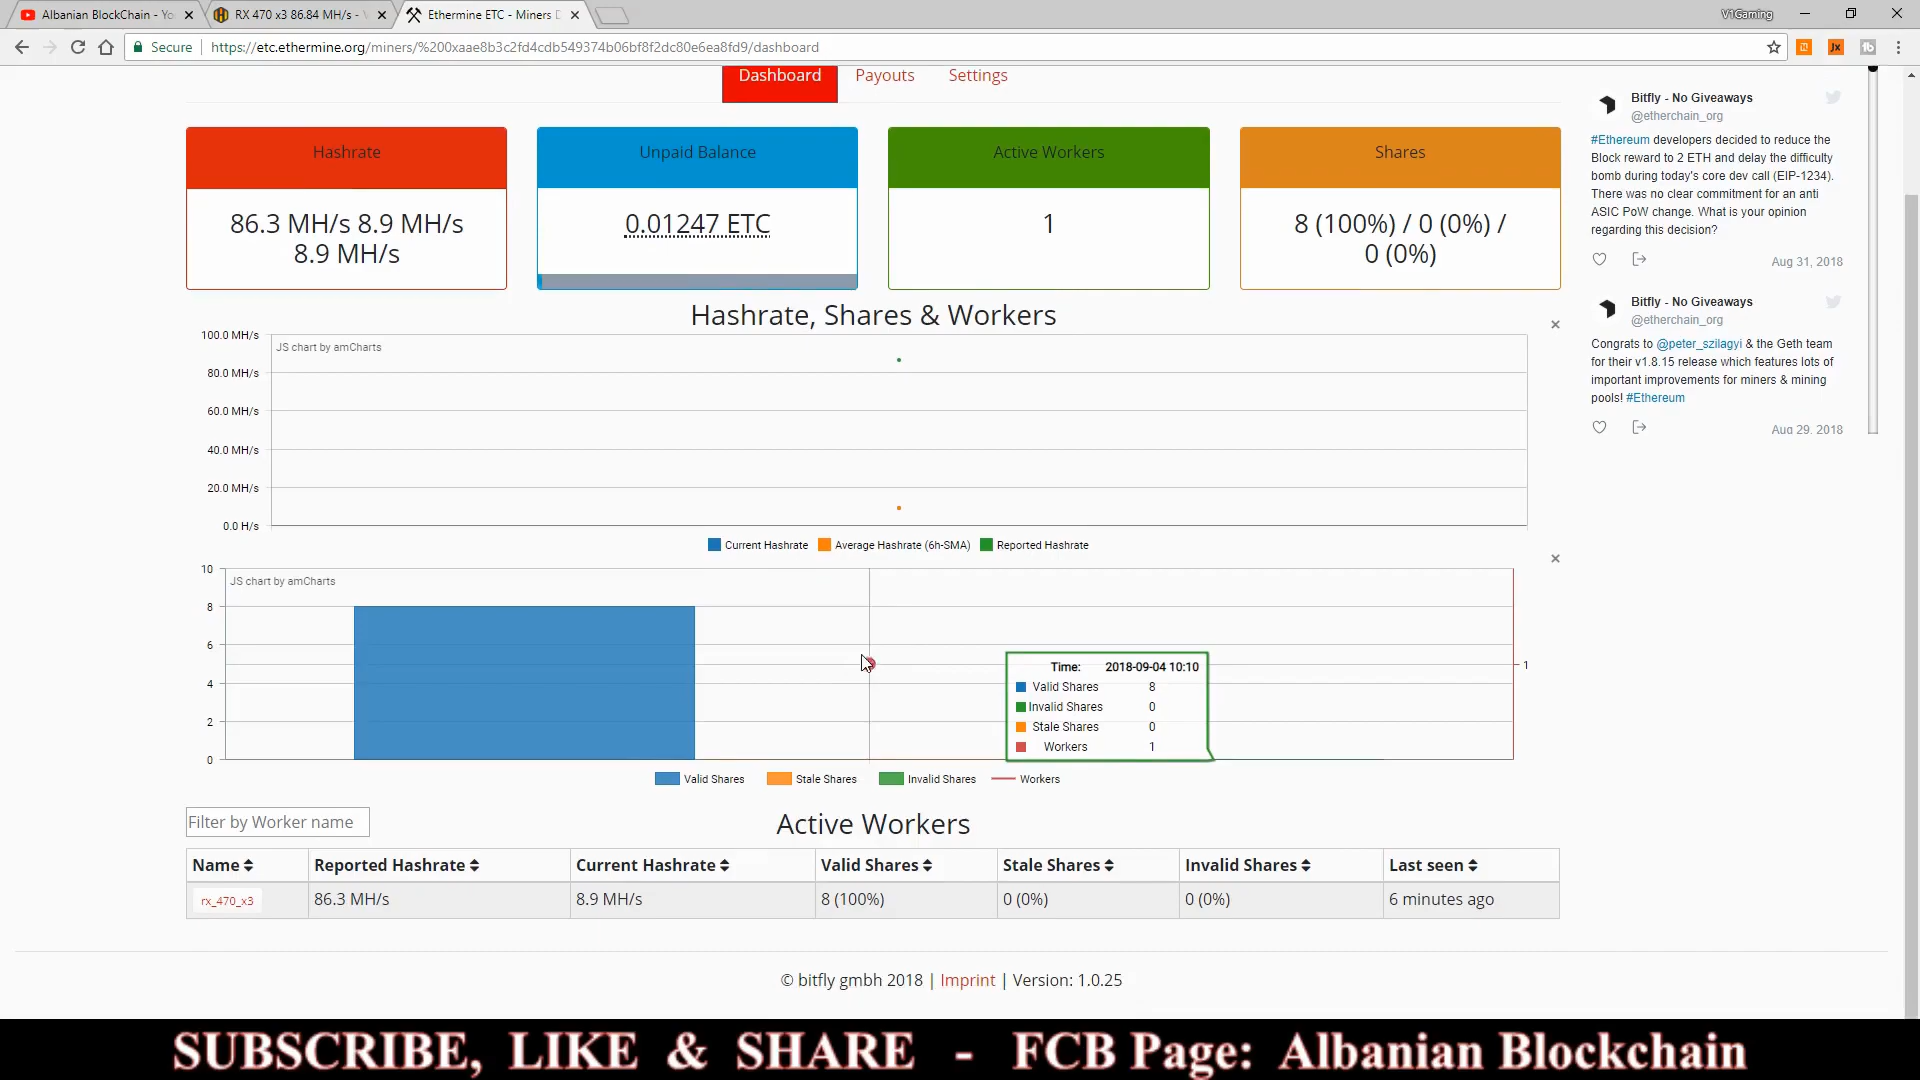 Albanian BlockChain - Yo
RX 470 x3 86.84 MH/s -
Ethermine ETC - Miners D
V1Gaming
Secure
https://etc.ethermine.org/miners/%200xaae8b3c2fd4cdb549374b06bf8f2dc80e6ea8fd9/dashboard
Dashboard
Payouts
Settings
Hashrate
86.3 MH/s 8.9 MH/s
8.9 MH/s
Unpaid Balance
0.01247 ETC
Active Workers
1
Shares
8 (100%) / 0 (0%) /
0 (0%)
Bitfly - No Giveaways
@etherchain_org
#Ethereum developers decided to reduce the
Block reward to 2 ETH and delay the difficulty
bomb during today's core dev call (EIP-1234).
There was no clear commitment for an anti
ASIC PoW change. What is your opinion
regarding this decision?
Aug 31, 2018
Bitfly - No Giveaways
@etherchain_org
Congrats to @peter_szilagyi & the Geth team
for their v1.8.15 release which features lots of
important improvements for miners & mining
pools! #Ethereum
Aug 29, 2018
Hashrate, Shares & Workers
JS chart by amCharts
100.0 MH/s
80.0 MH/s
60.0 MH/s
40.0 MH/s
20.0 MH/s
0.0 H/s
Current Hashrate
Average Hashrate (6h-SMA)
Reported Hashrate
JS chart by amCharts
10
8
6
4
2
0
1
Time: 2018-09-04 10:10
Valid Shares 8
Invalid Shares 0
Stale Shares 0
Workers 1
Valid Shares
Stale Shares
Invalid Shares
Workers
Filter by Worker name
Active Workers
Name Reported Hashrate Current Hashrate Valid Shares Stale Shares Invalid Shares Last seen
rx_470_x3 86.3 MH/s 8.9 MH/s 8 (100%) 0 (0%) 0 (0%) 6 minutes ago
© bitfly gmbh 2018 | Imprint | Version: 1.0.25
SUBSCRIBE, LIKE & SHARE - FCB Page: Albanian Blockchain